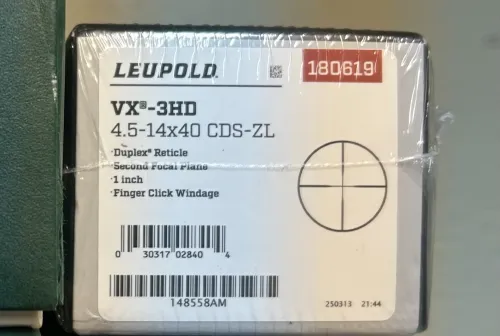 LEUPOLD
180619
VX®-3HD
4.5-14x40 CDS-ZL
·Duplex® Reticle
·Second Focal Plane
·1 inch
·Finger Click Windage
0 30317 02840 4
148558AM
250313 21:44